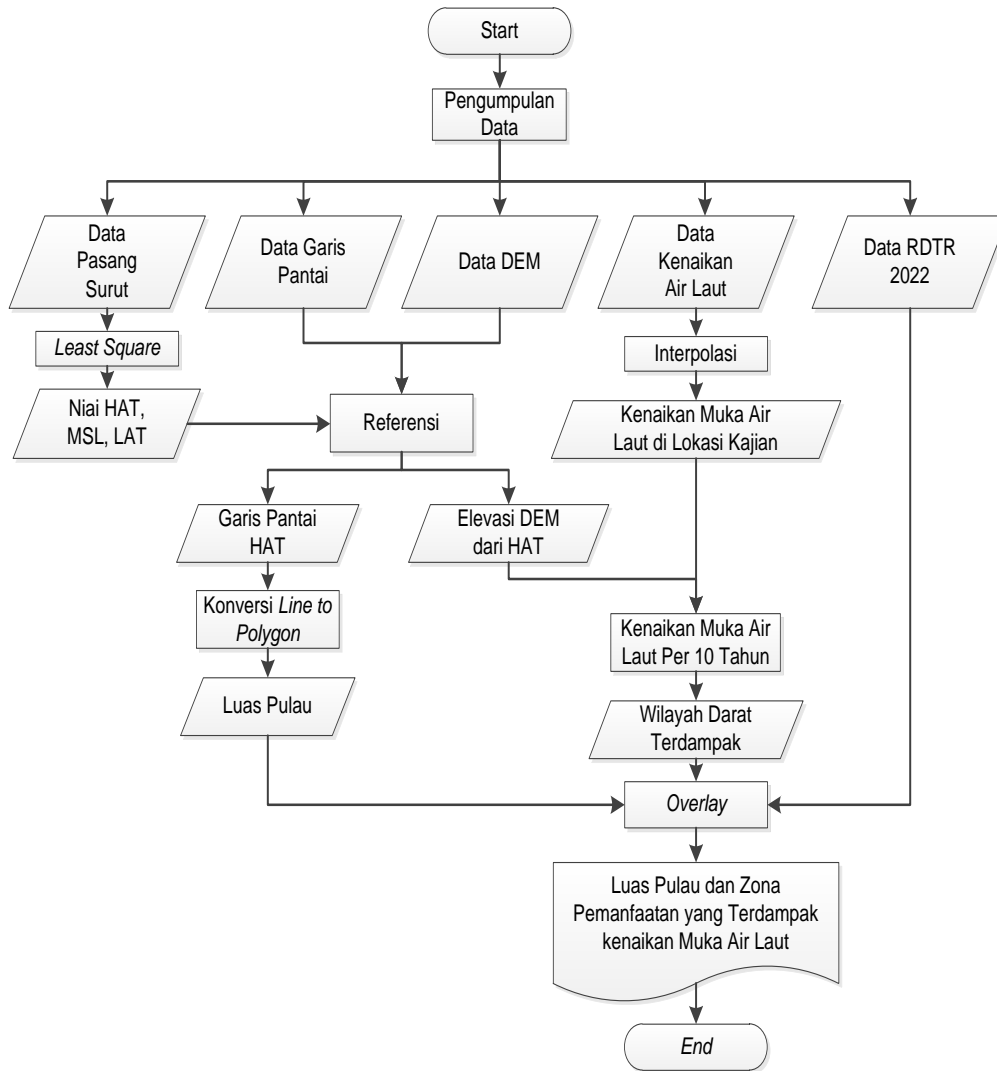 Start
Pengumpulan
Data
Data
Pasang
Surut
Data Garis
Pantai
Data DEM
Data
Kenaikan
Air Laut
Data RDTR
2022
Least Square
Interpolasi
Niai HAT,
MSL, LAT
Referensi
Kenaikan Muka Air
Laut di Lokasi Kajian
Garis Pantai
HAT
Elevasi DEM
dari HAT
Konversi Line to
Polygon
Kenaikan Muka Air
Laut Per 10 Tahun
Luas Pulau
Wilayah Darat
Terdampak
Overlay
Luas Pulau dan Zona
Pemanfaatan yang Terdampak
kenaikan Muka Air Laut
End